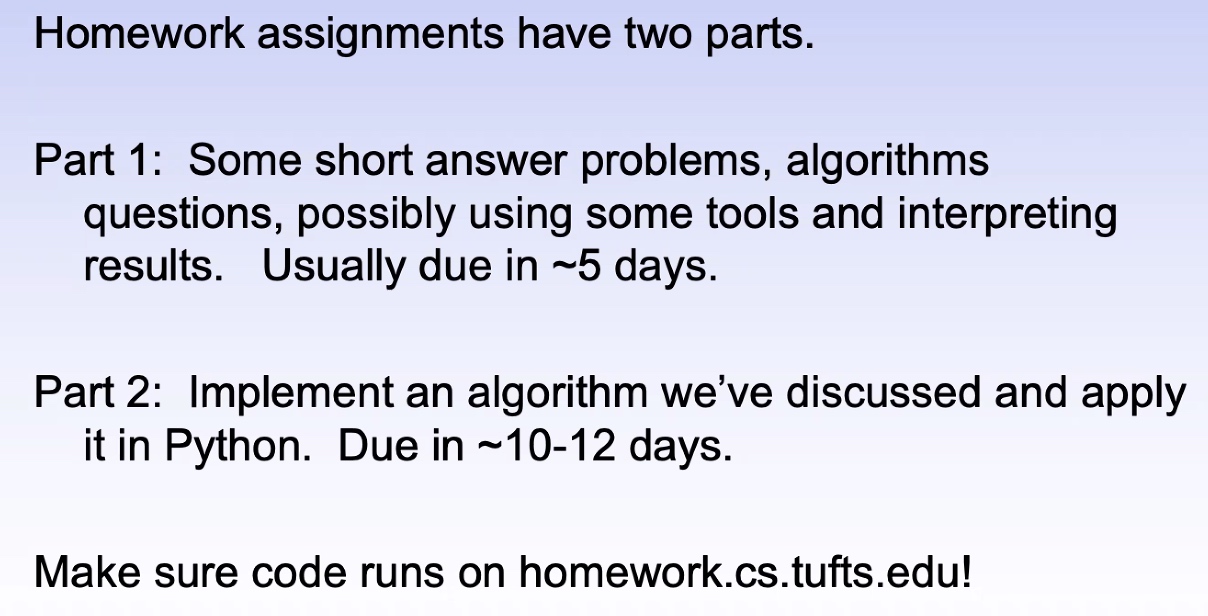 Homework assignments have two parts.
Part 1:  Some short answer problems, algorithms
questions, possibly using some tools and interpreting
results.   Usually due in ~5 days.
Part 2:  Implement an algorithm we’ve discussed and apply
it in Python.  Due in ~10-12 days.
Make sure code runs on homework.cs.tufts.edu!